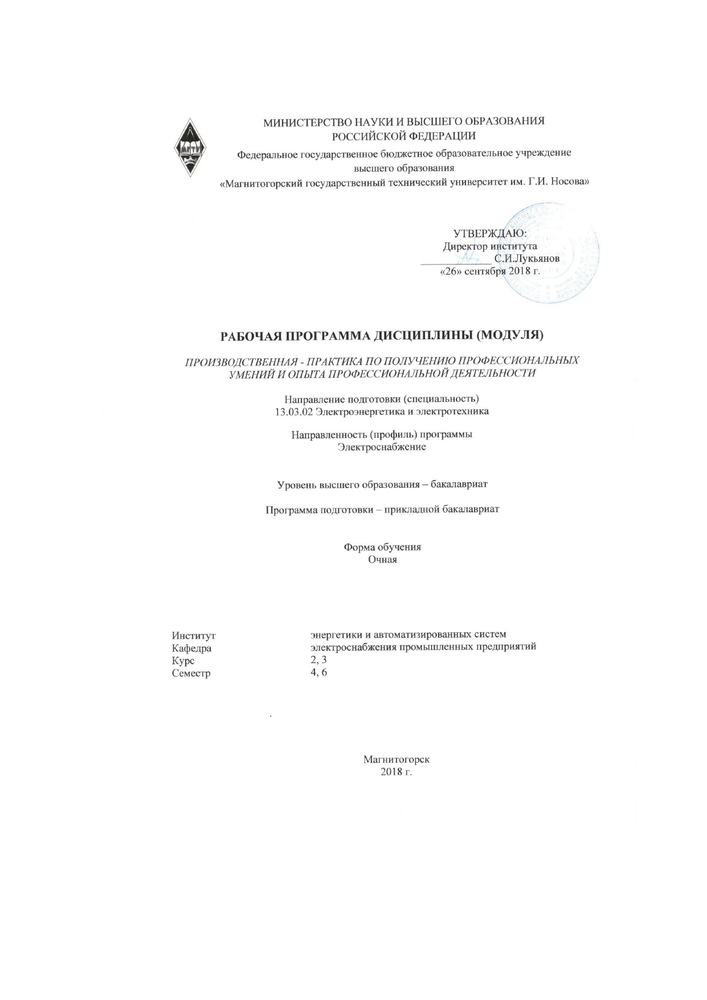 МИНИСТЕРСТВО НАУКИ И ВЫСШЕГО ОБРАЗОВАНИЯ
РОССИЙСКОЙ ФЕДЕРАЦИИ
Федеральное государственное бюджетное образовательное учреждение
высшего образования
«Магнитогорский государственный технический университет им. Г.И. Носова»
МГТУ
УТВЕРЖДАЮ:
Директор института
_____________ С.И.Лукьянов
«26» сентября 2018 г.
РАБОЧАЯ ПРОГРАММА ДИСЦИПЛИНЫ (МОДУЛЯ)
ПРОИЗВОДСТВЕННАЯ - ПРАКТИКА ПО ПОЛУЧЕНИЮ ПРОФЕССИОНАЛЬНЫХ
УМЕНИЙ И ОПЫТА ПРОФЕССИОНАЛЬНОЙ ДЕЯТЕЛЬНОСТИ
Направление подготовки (специальность)
13.03.02 Электроэнергетика и электротехника
Направленность (профиль) программы
Электроснабжение
Уровень высшего образования – бакалавриат
Программа подготовки – прикладной бакалавриат
Форма обучения
Очная
Институт энергетики и автоматизированных систем
Кафедра электроснабжения промышленных предприятий
Курс 2, 3
Семестр 4, 6
Магнитогорск
2018 г.